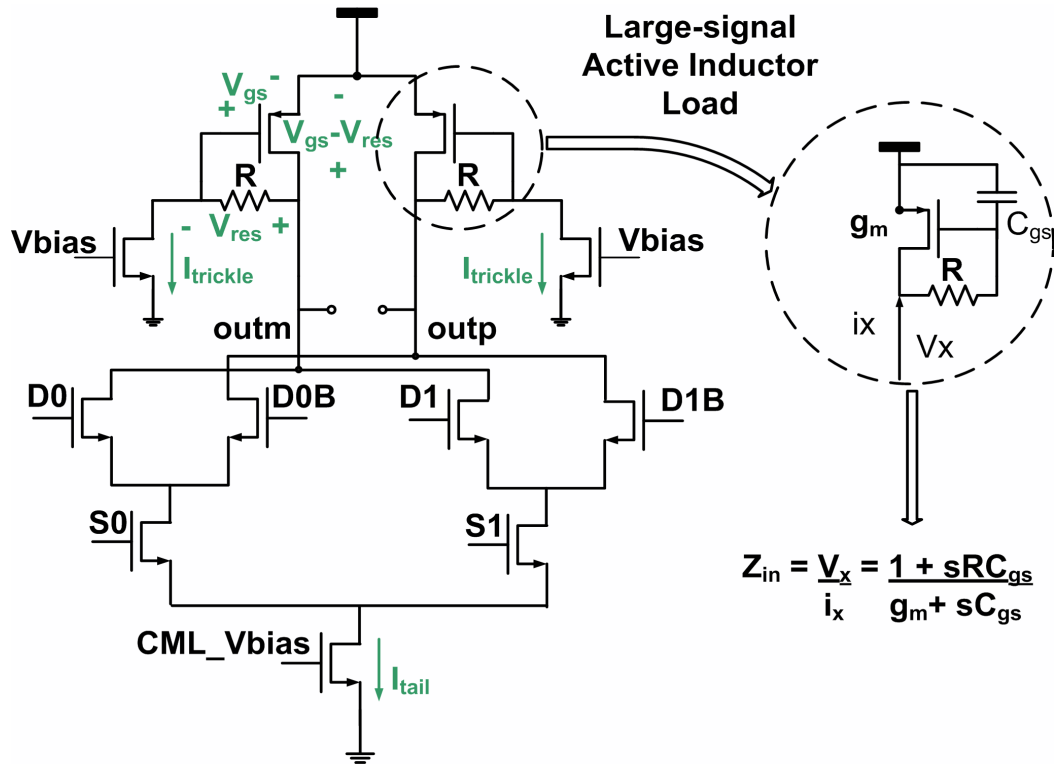 Large-signal
Active Inductor
Load
Vgs -
+
-
Vgs-Vres
+
R
- Vres +
R
Vbias
Itrickle
Itrickle
Vbias
outm
outp
gm
Cgs
R
ix
Vx
D0
D0B
D1
D1B
S0
S1
CML_Vbias
Itail
Zin = Vx = 1 + sRCgs
ix gm + sCgs